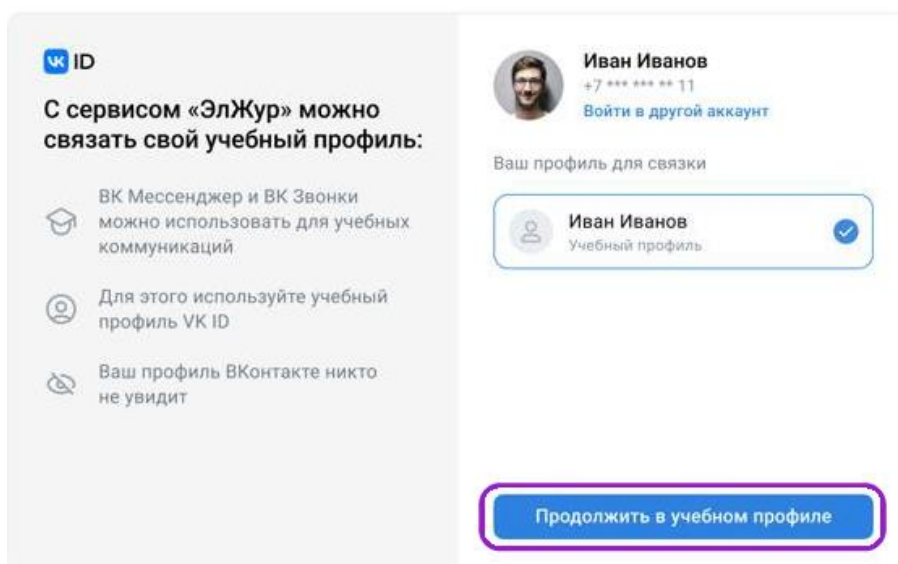 VK ID
С сервисом «ЭлЖур» можно
связать свой учебный профиль:
ВК Мессенджер и ВК Звонки
можно использовать для учебных
коммуникаций
Для этого используйте учебный
профиль VK ID
Ваш профиль ВКонтакте никто
не увидит
Иван Иванов
+7 *** *** ** 11
Войти в другой аккаунт
Ваш профиль для связки
Иван Иванов
Учебный профиль
Продолжить в учебном профиле